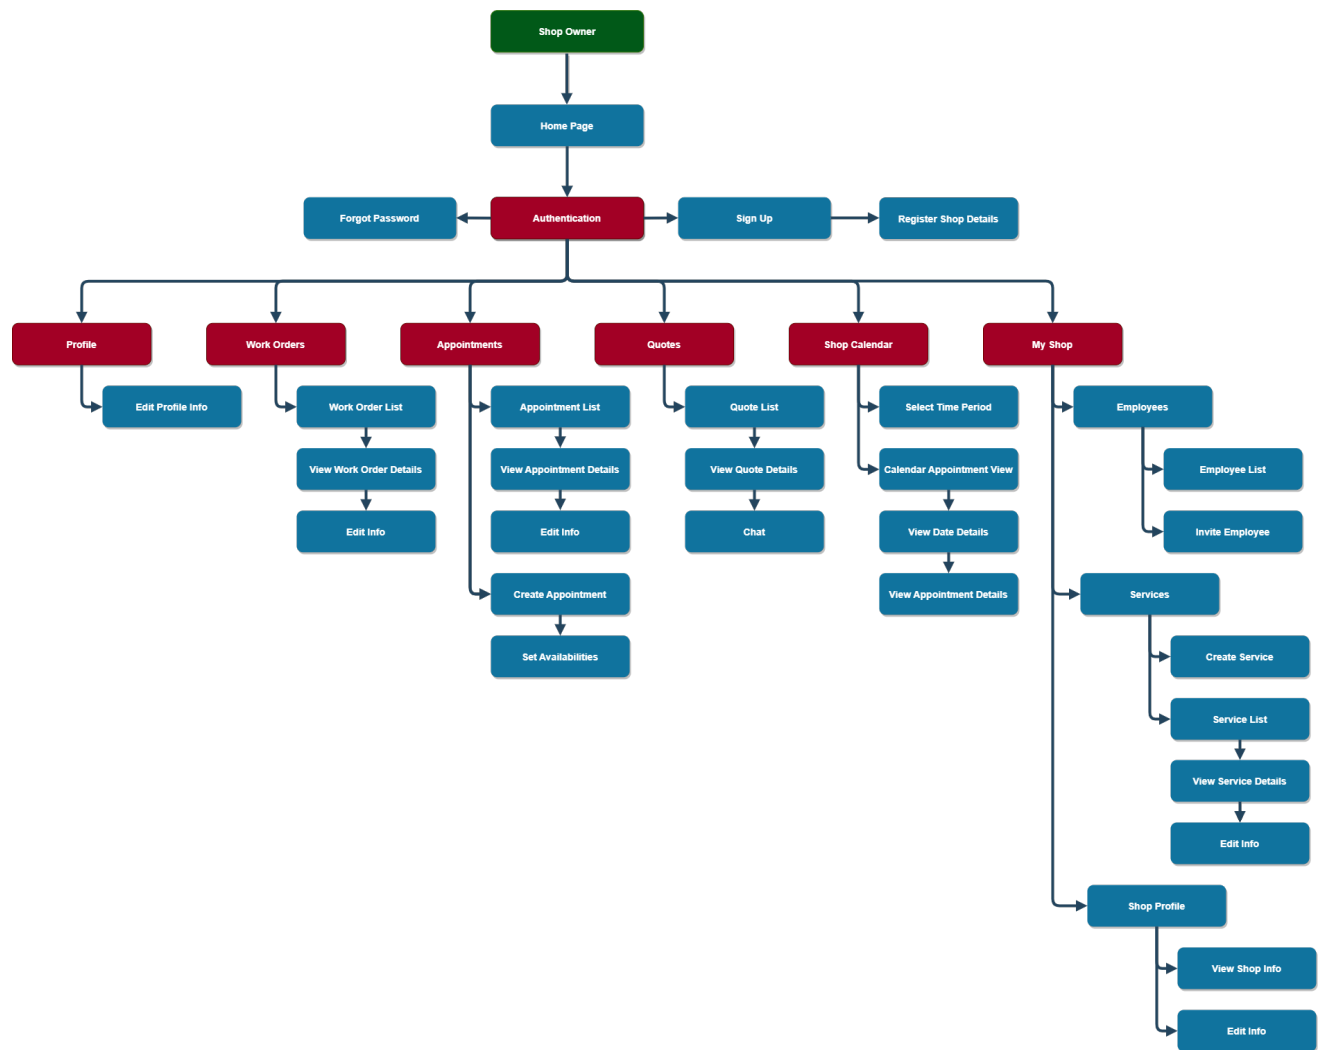 Shop Owner
Home Page
Forgot Password
Authentication
Sign Up
Register Shop Details
Profile
Work Orders
Appointments
Quotes
Shop Calendar
My Shop
Edit Profile Info
Work Order List
Appointment List
Quote List
Select Time Period
Employees
View Work Order Details
View Appointment Details
View Quote Details
Calendar Appointment View
Employee List
Edit Info
Edit Info
Chat
View Date Details
Invite Employee
Create Appointment
View Appointment Details
Services
Set Availabilities
Create Service
Service List
View Service Details
Edit Info
Shop Profile
View Shop Info
Edit Info